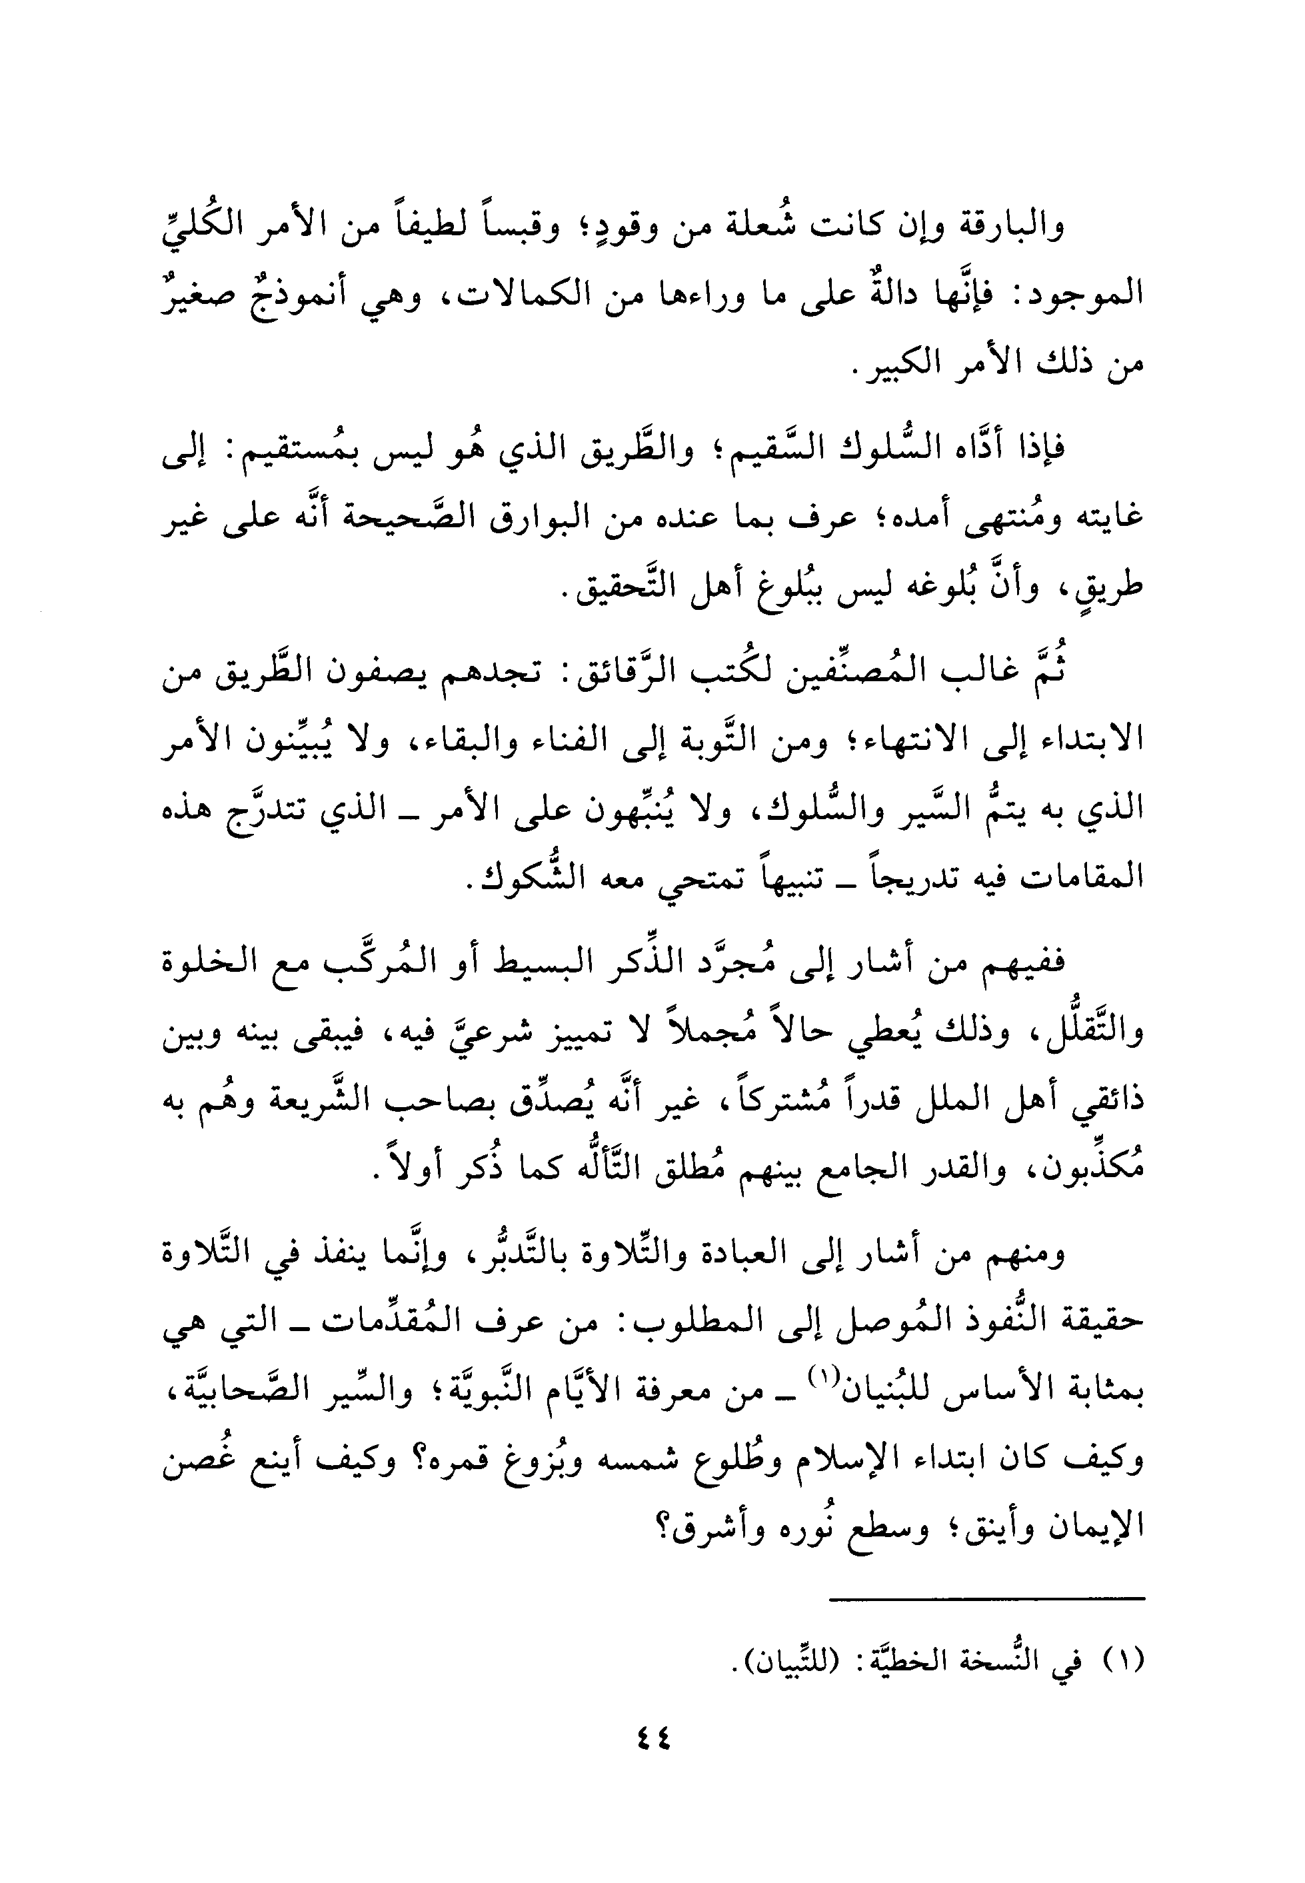 والبارقة وإن كانت شُعلة من وقودٍ؛ وقبساً لطيفاً من الأمر الكُليِّ
الموجود: فإنَّها دالةٌ على ما وراءها من الكمالات، وهي أنموذجٌ صغيرٌ
من ذلك الأمر الكبير.
فإذا أدَّاه السُّلوك السَّقيم؛ والطَّريق الذي هُو ليس بمُستقيم: إلى
غايته ومُنتهى أمده؛ عرف بما عنده من البوارق الصَّحيحة أنَّه على غير
طريقٍ، وأنَّ بُلوغه ليس ببُلوغ أهل التَّحقيق.
ثُمَّ غالب المُصنِّفين لكُتب الرَّقائق: تجدهم يصفون الطَّريق من
الابتداء إلى الانتهاء؛ ومن التَّوبة إلى الفناء والبقاء، ولا يُبيِّنون الأمر
الذي به يتمُّ السَّير والسُّلوك، ولا يُنبِّهون على الأمر ـ الذي تتدرَّج هذه
المقامات فيه تدريجاً ـ تنبيهاً تمتحي معه الشُّكوك.
ففيهم من أشار إلى مُجرَّد الذِّكر البسيط أو المُركَّب مع الخلوة
والتَّقلُّل، وذلك يُعطي حالاً مُجملاً لا تمييز شرعيَّ فيه، فيبقى بينه وبين
ذائقي أهل الملل قدراً مُشتركاً، غير أنَّه يُصدِّق بصاحب الشَّريعة وهُم به
مُكذِّبون، والقدر الجامع بينهم مُطلق التَّألُّه كما ذُكر أولاً.
ومنهم من أشار إلى العبادة والتِّلاوة بالتَّدبُّر، وإنَّما ينفذ في التَّلاوة
حقيقة النُّفوذ المُوصل إلى المطلوب: من عرف المُقدِّمات ـ التي هي
بمثابة الأساس للبُنيان(١) ـ من معرفة الأيَّام النَّبويَّة؛ والسِّير الصَّحابيَّة،
وكيف كان ابتداء الإسلام وطُلوع شمسه وبُزوغ قمره؟ وكيف أينع غُصن
الإيمان وأينق؛ وسطع نُوره وأشرق؟
(١) في النُّسخة الخطيَّة: (للتِّبيان).
٤٤